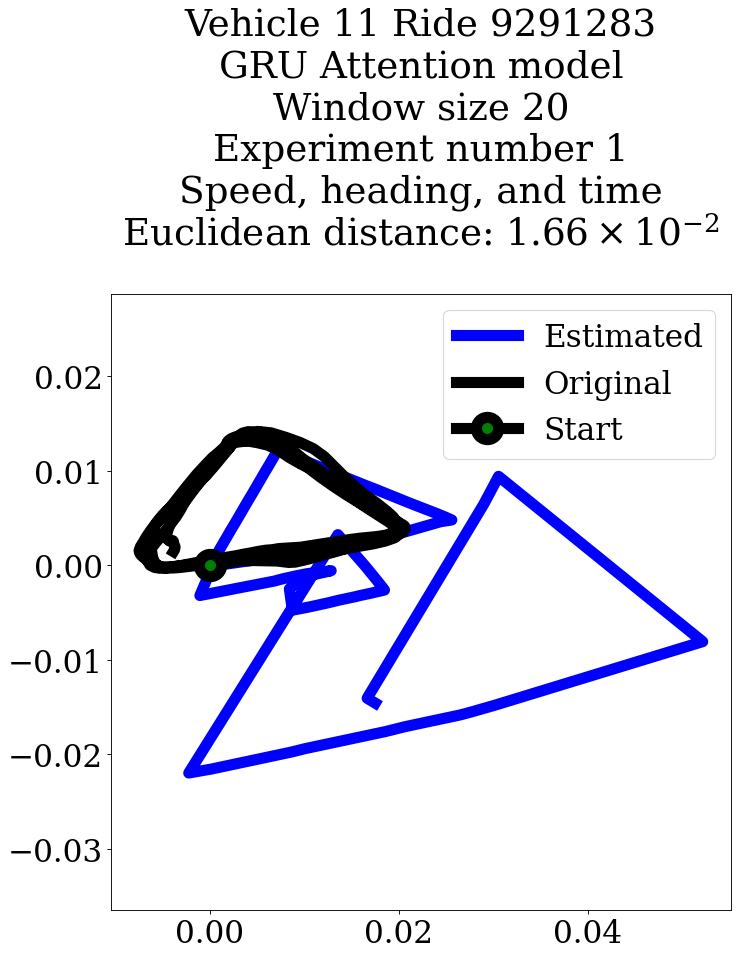 Vehicle 11 Ride 9291283
GRU Attention model
Window size 20
Experiment number 1
Speed, heading, and time
Euclidean distance: 1.66 × 10⁻²
Estimated
Original
Start
0.02
0.01
0.00
−0.01
−0.02
−0.03
0.00 0.02 0.04